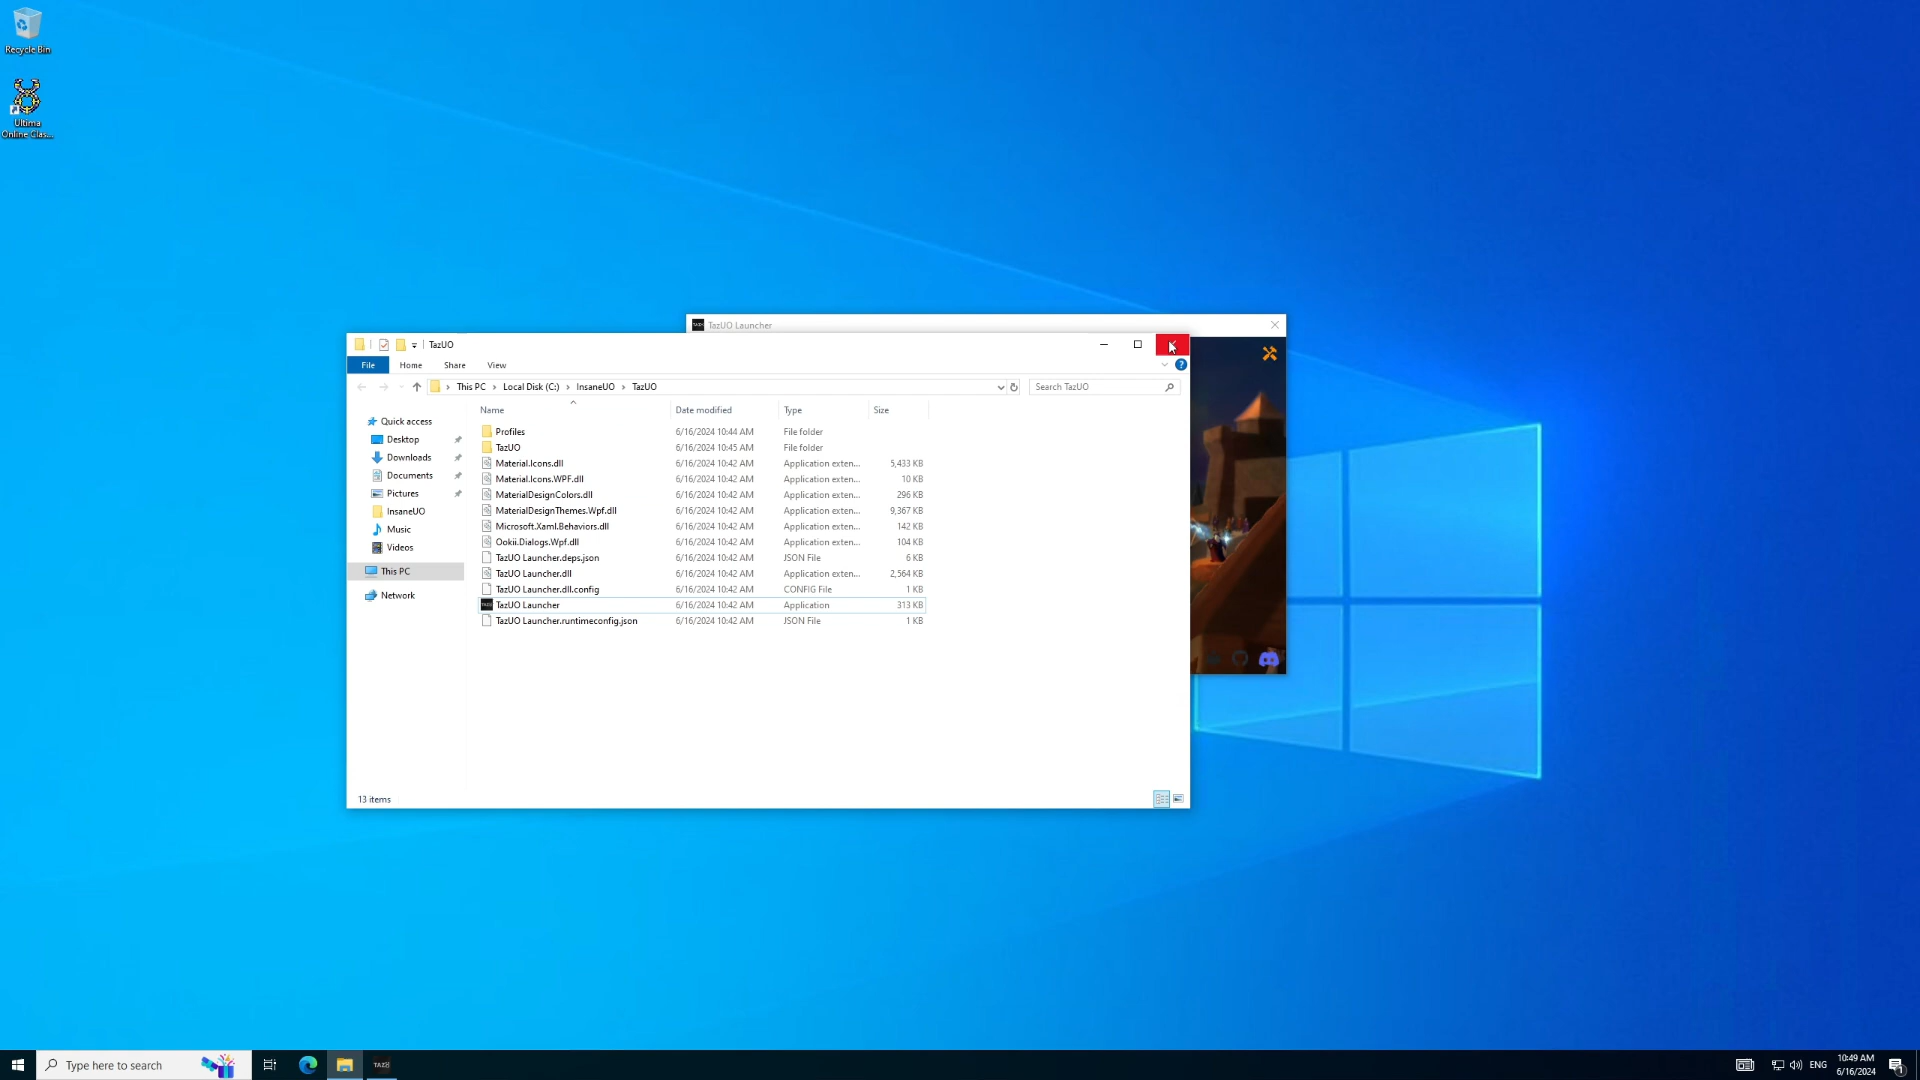 Recycle Bin
Ultima
Online Clas...
TazUO Launcher
TazUO
File Home Share View
This PC Local Disk (C:) InsaneUO TazUO
Search TazUO
Name Date modified Type Size
Quick access
Desktop
Downloads
Documents
Pictures
InsaneUO
Music
Videos
This PC
Network
Profiles 6/16/2024 10:44 AM File folder
TazUO 6/16/2024 10:45 AM File folder
Material.Icons.dll 6/16/2024 10:42 AM Application exten... 5,433 KB
Material.Icons.WPF.dll 6/16/2024 10:42 AM Application exten... 10 KB
MaterialDesignColors.dll 6/16/2024 10:42 AM Application exten... 296 KB
MaterialDesignThemes.Wpf.dll 6/16/2024 10:42 AM Application exten... 9,367 KB
Microsoft.Xaml.Behaviors.dll 6/16/2024 10:42 AM Application exten... 142 KB
Ookii.Dialogs.Wpf.dll 6/16/2024 10:42 AM Application exten... 104 KB
TazUO Launcher.deps.json 6/16/2024 10:42 AM JSON File 6 KB
TazUO Launcher.dll 6/16/2024 10:42 AM Application exten... 2,564 KB
TazUO Launcher.dll.config 6/16/2024 10:42 AM CONFIG File 1 KB
TazUO Launcher 6/16/2024 10:42 AM Application 313 KB
TazUO Launcher.runtimeconfig.json 6/16/2024 10:42 AM JSON File 1 KB
13 items
Type here to search
ENG
10:49 AM
6/16/2024
1